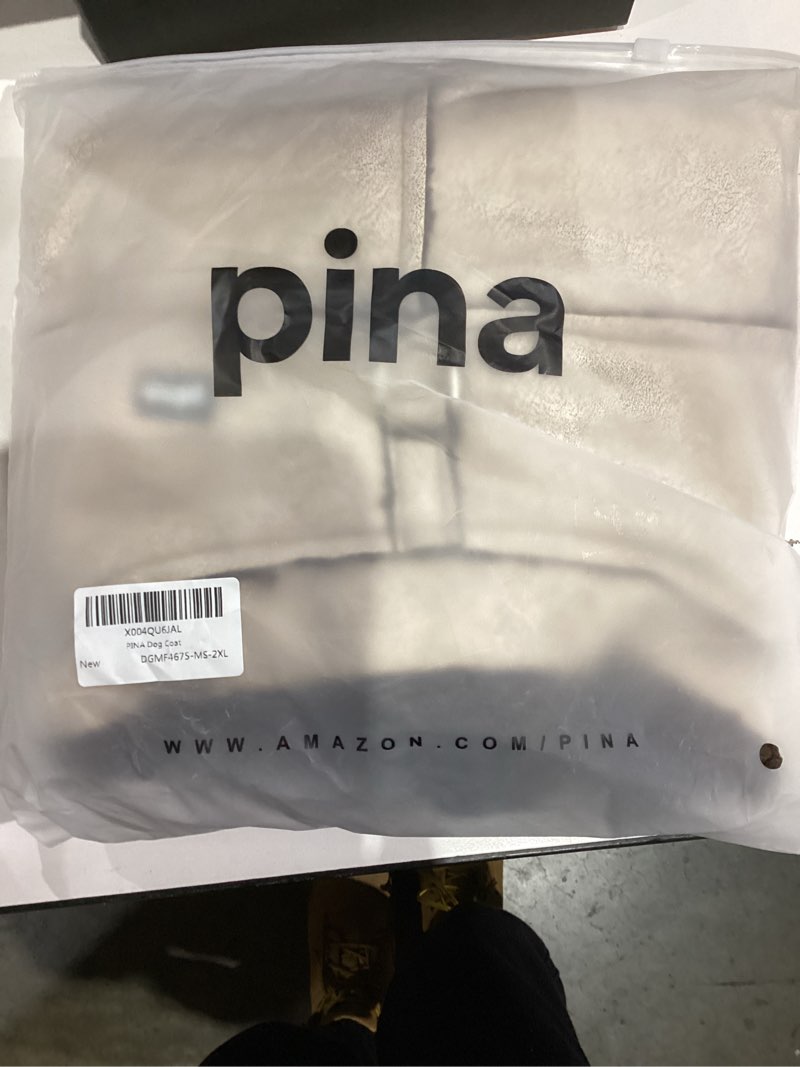 pina
X004QU6JAL
PINA Dog Coat
New DGMF4675-MS-2XL
WWW.AMAZON.COM/PINA